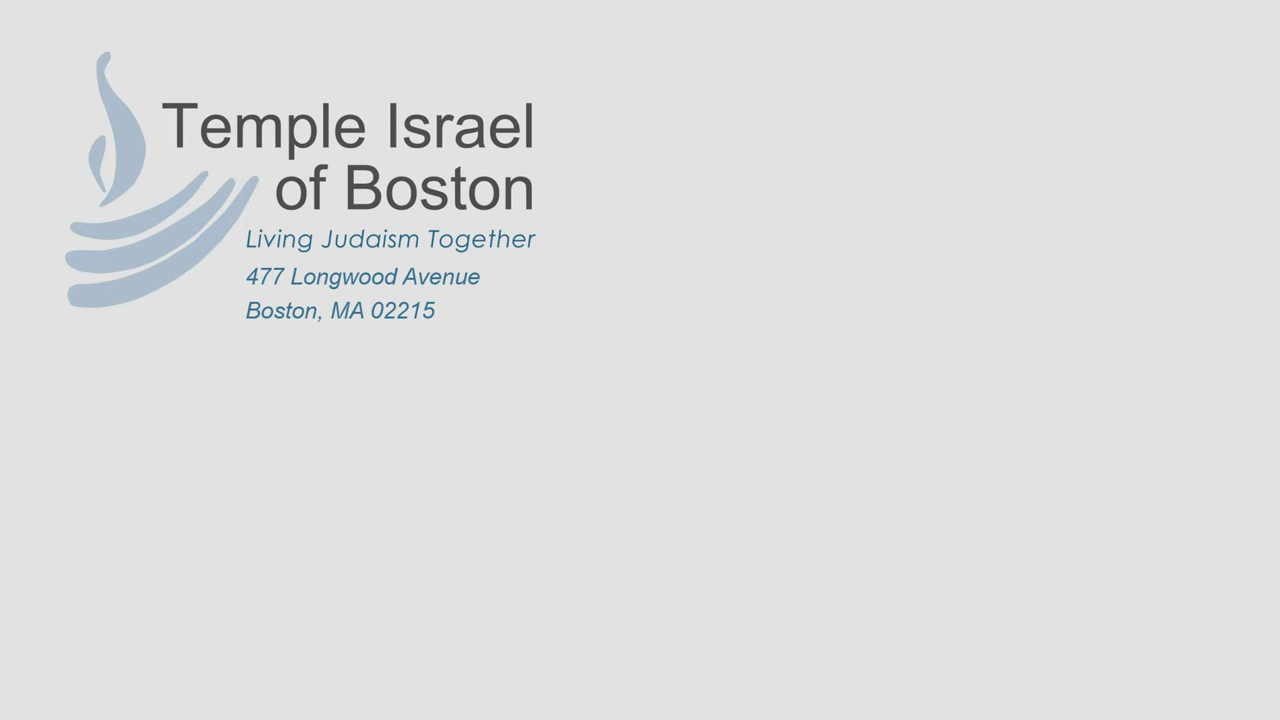 Temple Israel
of Boston
Living Judaism Together
477 Longwood Avenue
Boston, MA 02215